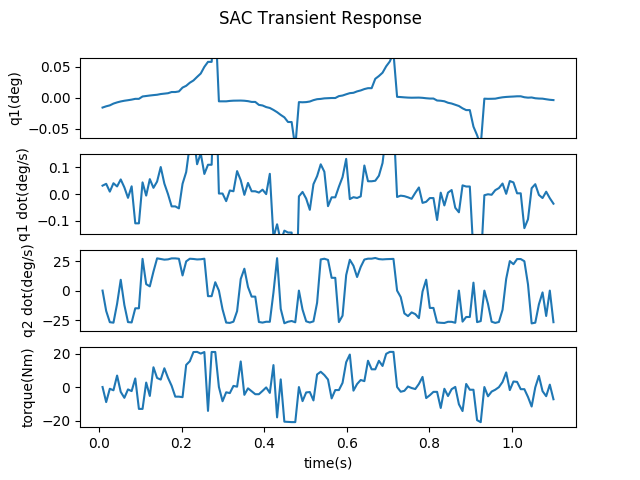 SAC Transient Response
q1(deg)
0.05
0.00
−0.05
q1 dot(deg/s)
0.1
0.0
−0.1
q2 dot(deg/s)
25
0
−25
torque(Nm)
20
0
−20
0.0 0.2 0.4 0.6 0.8 1.0
time(s)